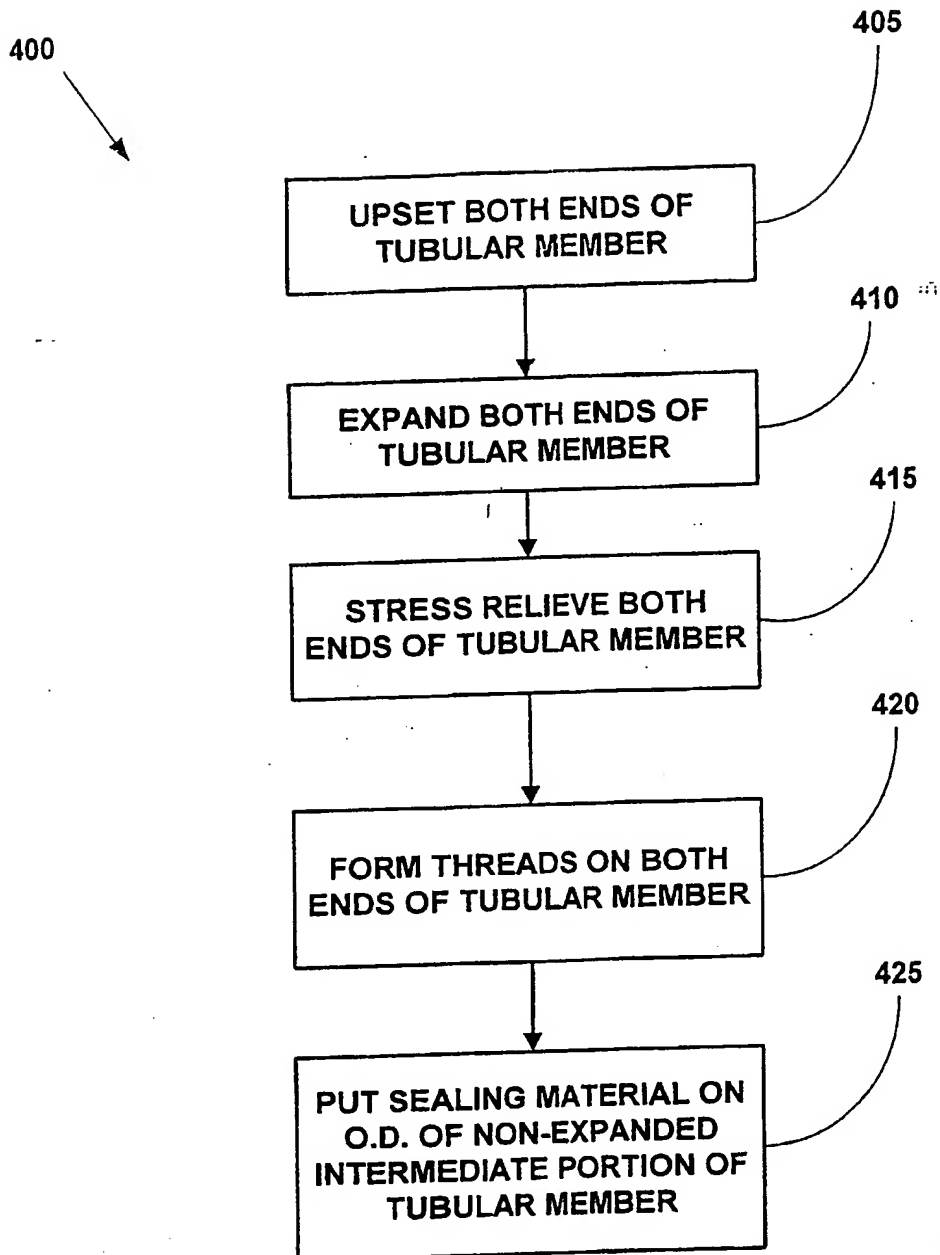 400
405
UPSET BOTH ENDS OF
TUBULAR MEMBER
410
EXPAND BOTH ENDS OF
TUBULAR MEMBER
415
STRESS RELIEVE BOTH
ENDS OF TUBULAR MEMBER
420
FORM THREADS ON BOTH
ENDS OF TUBULAR MEMBER
425
PUT SEALING MATERIAL ON
O.D. OF NON-EXPANDED
INTERMEDIATE PORTION OF
TUBULAR MEMBER